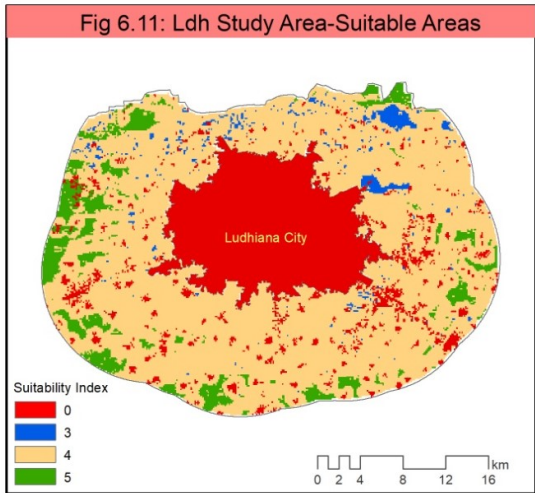 Fig 6.11: Ldh Study Area-Suitable Areas
Ludhiana City
Suitability Index
0
3
4
5
km
0 2 4 8 12 16